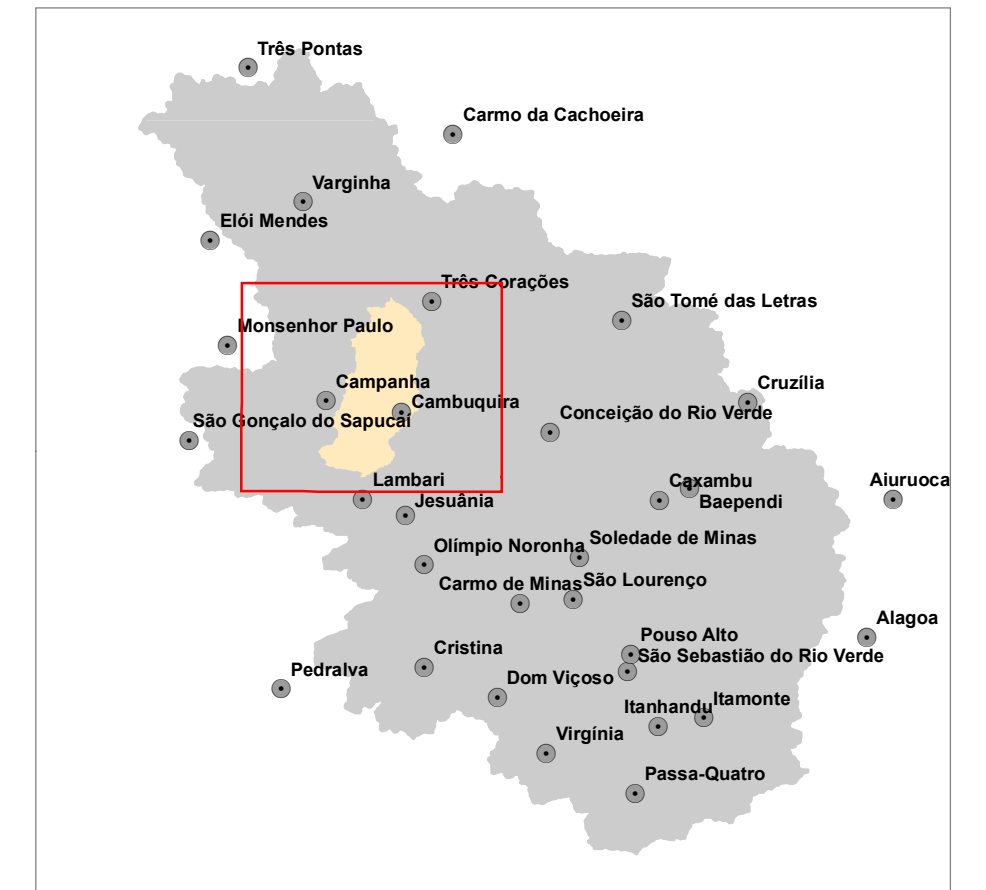 Três Pontas
Carmo da Cachoeira
Varginha
Elói Mendes
Três Corações
São Tomé das Letras
Monsenhor Paulo
Campanha
Cruzília
Cambuquira
Conceição do Rio Verde
São Gonçalo do Sapucaí
Lambari
Caxambu
Aiuruoca
Jesuânia
Baependi
Soledade de Minas
Olímpio Noronha
São Lourenço
Carmo de Minas
Alagoa
Pouso Alto
Cristina
São Sebastião do Rio Verde
Pedralva
Dom Viçoso
Itamonte
Itanhandu
Virgínia
Passa-Quatro